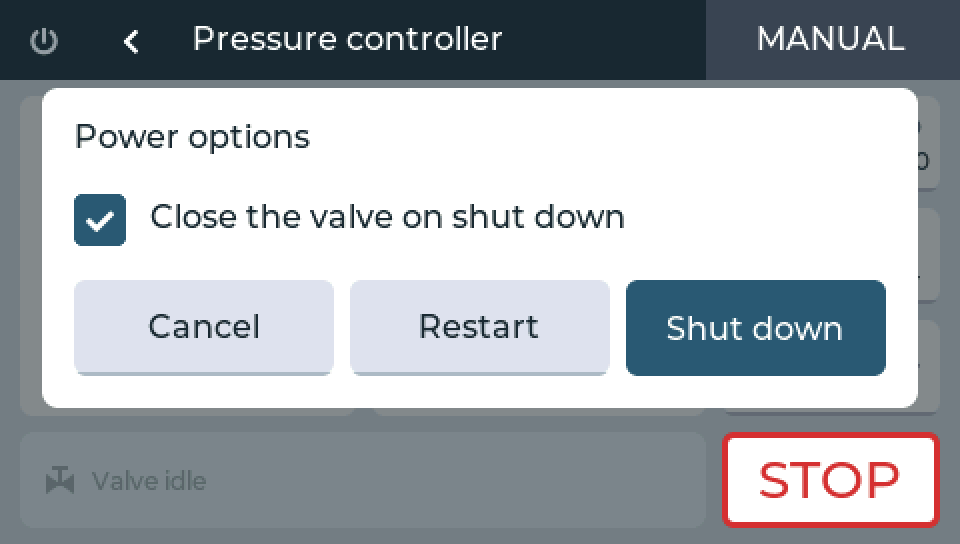 Pressure controller
MANUAL
Power options
Close the valve on shut down
Cancel
Restart
Shut down
Valve idle
STOP